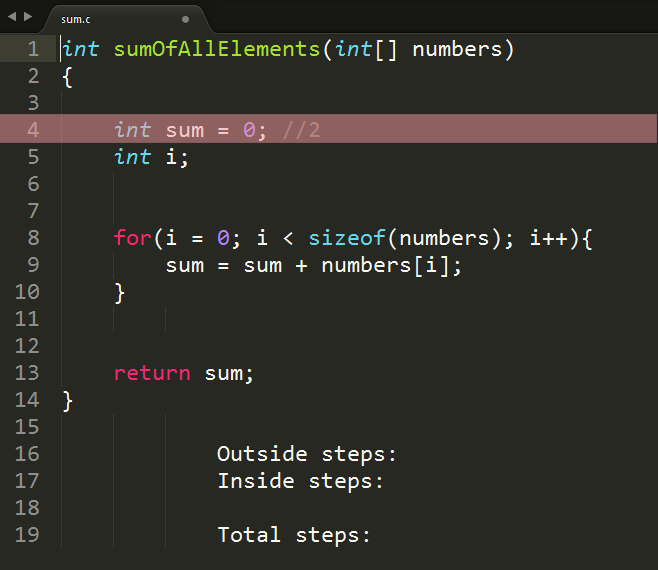 sum.c
1 int sumOfAllElements(int[] numbers)
2 {
3
4 int sum = 0; //2
5 int i;
6
7
8 for(i = 0; i < sizeof(numbers); i++){
9 sum = sum + numbers[i];
10 }
11
12
13 return sum;
14 }
15
16 Outside steps:
17 Inside steps:
18
19 Total steps: